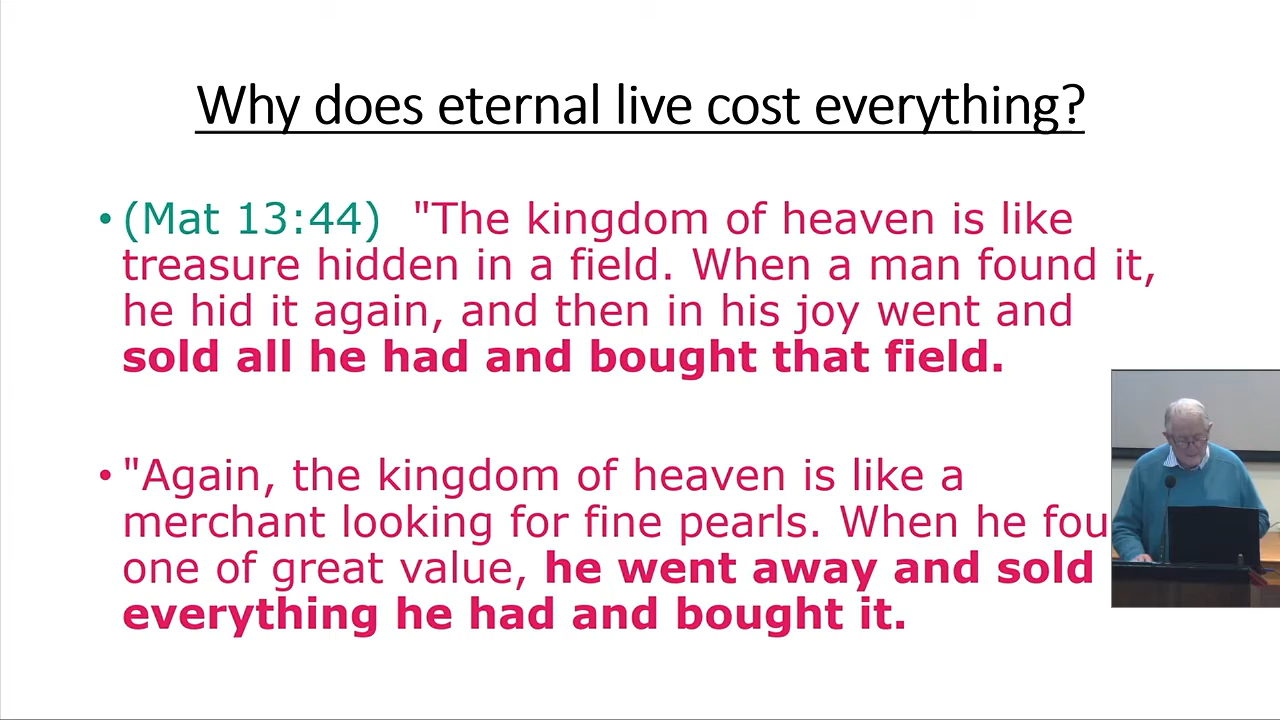 Why does eternal live cost everything?
• (Mat 13:44) "The kingdom of heaven is like
treasure hidden in a field. When a man found it,
he hid it again, and then in his joy went and
sold all he had and bought that field.
• "Again, the kingdom of heaven is like a
merchant looking for fine pearls. When he fou
one of great value, he went away and sold
everything he had and bought it.